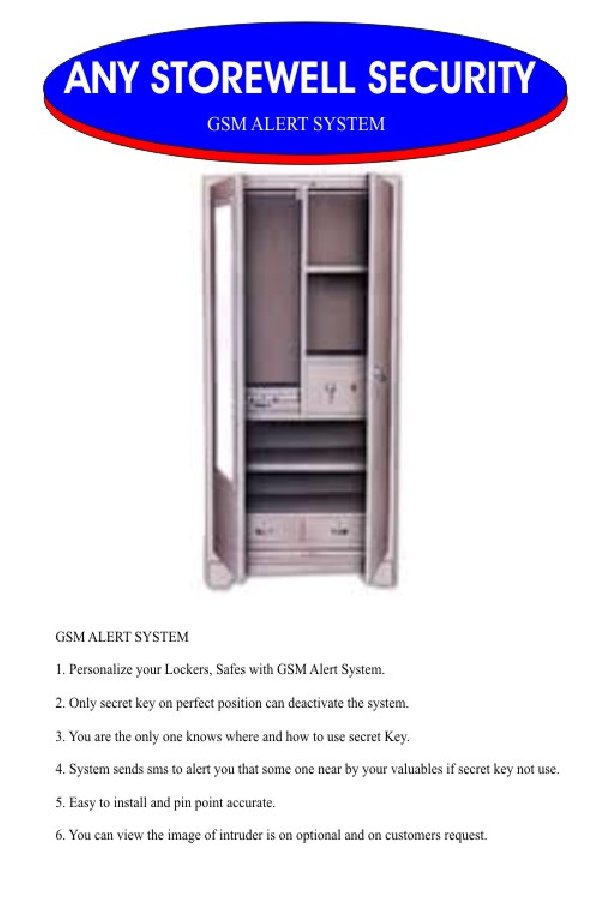 ANY STOREWELL SECURITY
GSM ALERT SYSTEM
GSM ALERT SYSTEM
1. Personalize your Lockers, Safes with GSM Alert System.
2. Only secret key on perfect position can deactivate the system.
3. You are the only one knows where and how to use secret Key.
4. System sends sms to alert you that some one near by your valuables if secret key not use.
5. Easy to install and pin point accurate.
6. You can view the image of intruder is on optional and on customers request.